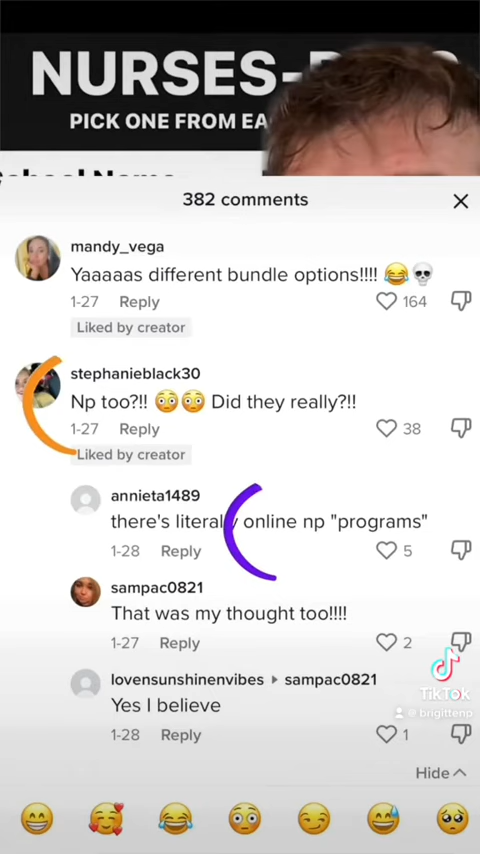 NURSES-
PICK ONE FROM
382 comments
mandy_vega
Yaaaaas different bundle options!!!! 😂💀
1-27 Reply 164
Liked by creator
stephanieblack30
Np too?!! 😳😳 Did they really?!!
1-27 Reply 38
Liked by creator
annieta1489
there's literally online np "programs"
1-28 Reply 5
sampac0821
That was my thought too!!!!
1-27 Reply 2
lovensunshinenvibes ▸ sampac0821
Yes I believe
1-28 Reply 1
TikTok
@brigittenp
Hide